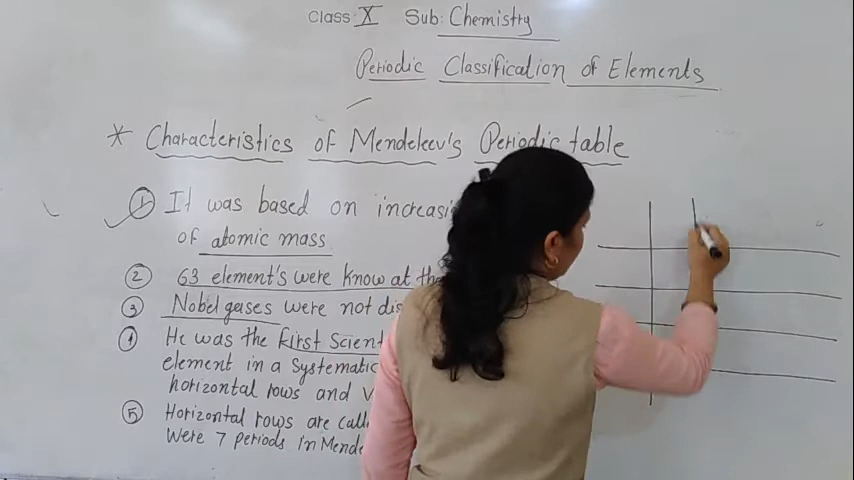 Class: X Sub: Chemistry
Periodic Classification of Elements
* Characteristics of Mendeleev's Periodic table
① It was based on increasi
of atomic mass
② 63 element's were know at the
③ Nobel gases were not dis
④ He was the first Scient
element in a Systematic
horizontal rows and V
⑤ Horizontal rows are call
Were 7 periods in Mende